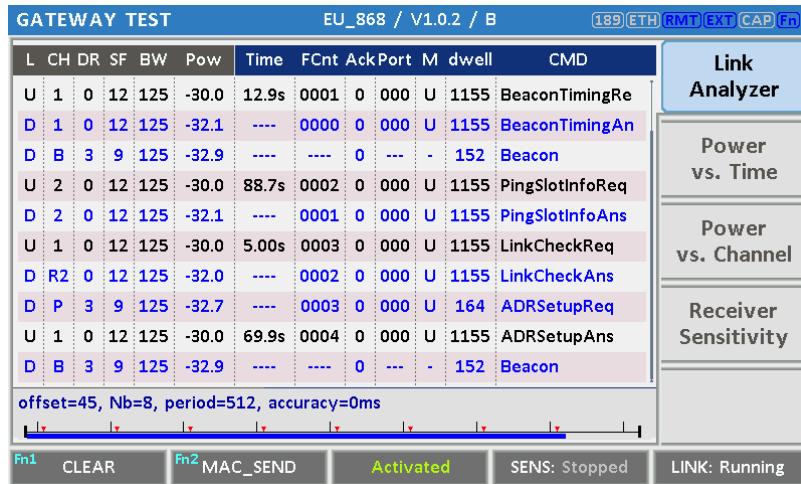 GATEWAY TEST EU_868 / V1.0.2 / B 189 ETH RMT EXT CAP Fn
L CH DR SF BW Pow Time FCnt Ack Port M dwell CMD
U 1 0 12 125 -30.0 12.9s 0001 0 000 U 1155 BeaconTimingRe
D 1 0 12 125 -32.1 ---- 0000 0 000 U 1155 BeaconTimingAn
D B 3 9 125 -32.9 ---- ---- 0 --- - 152 Beacon
U 2 0 12 125 -30.0 88.7s 0002 0 000 U 1155 PingSlotInfoReq
D 2 0 12 125 -32.1 ---- 0001 0 000 U 1155 PingSlotInfoAns
U 1 0 12 125 -30.0 5.00s 0003 0 000 U 1155 LinkCheckReq
D R2 0 12 125 -32.0 ---- 0002 0 000 U 1155 LinkCheckAns
D P 3 9 125 -32.7 ---- 0003 0 000 U 164 ADRSetupReq
U 1 0 12 125 -30.0 69.9s 0004 0 000 U 1155 ADRSetupAns
D B 3 9 125 -32.9 ---- ---- 0 --- - 152 Beacon
offset=45, Nb=8, period=512, accuracy=0ms
Link
Analyzer
Power
vs. Time
Power
vs. Channel
Receiver
Sensitivity
Fn1 CLEAR Fn2 MAC_SEND Activated SENS: Stopped LINK: Running